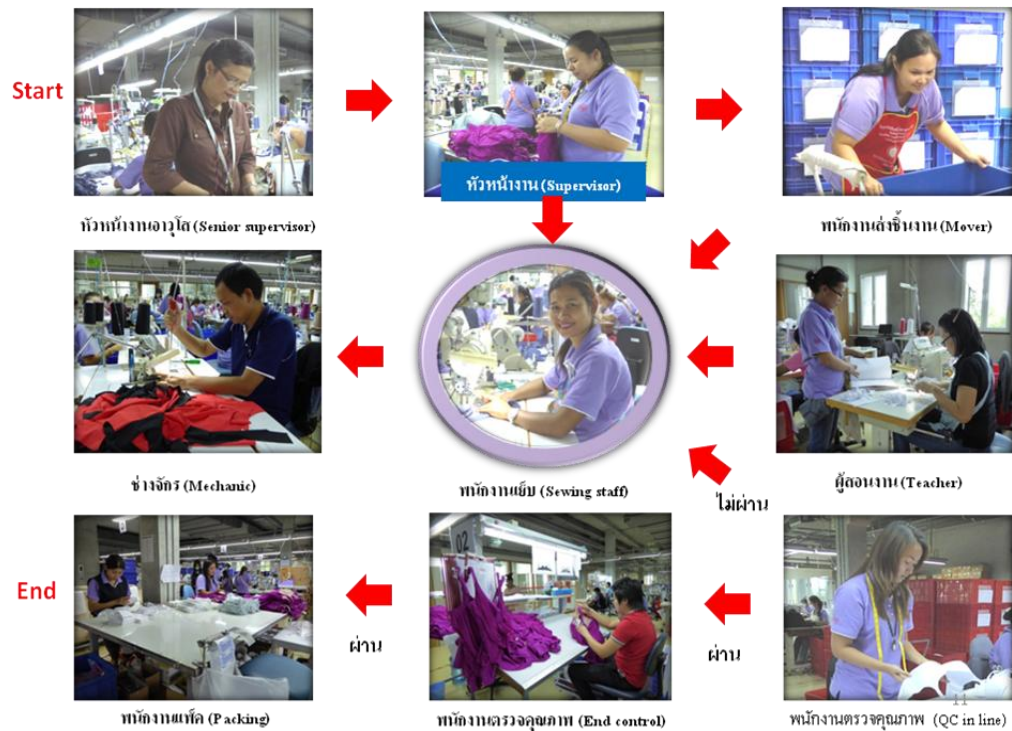 Start
หัวหน้างาน (Supervisor)
หัวหน้างานอาวุโส (Senior supervisor)
พนักงานส่งชิ้นงาน (Mover)
ช่างจักร (Mechanic)
พนักงานเย็บ (Sewing staff)
ผู้สอนงาน (Teacher)
ไม่ผ่าน
02
End
ผ่าน
ผ่าน
11
พนักงานแพ็ค (Packing)
พนักงานตรวจคุณภาพ (End control)
พนักงานตรวจคุณภาพ (QC in line)